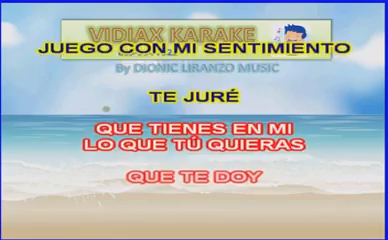 VIDIAX KARAKE
JUEGO CON MI SENTIMIENTO
By DIONIC LIRANZO MUSIC
TE JURÉ
QUE TIENES EN MI
LO QUE TÚ QUIERAS
QUE TE DOY